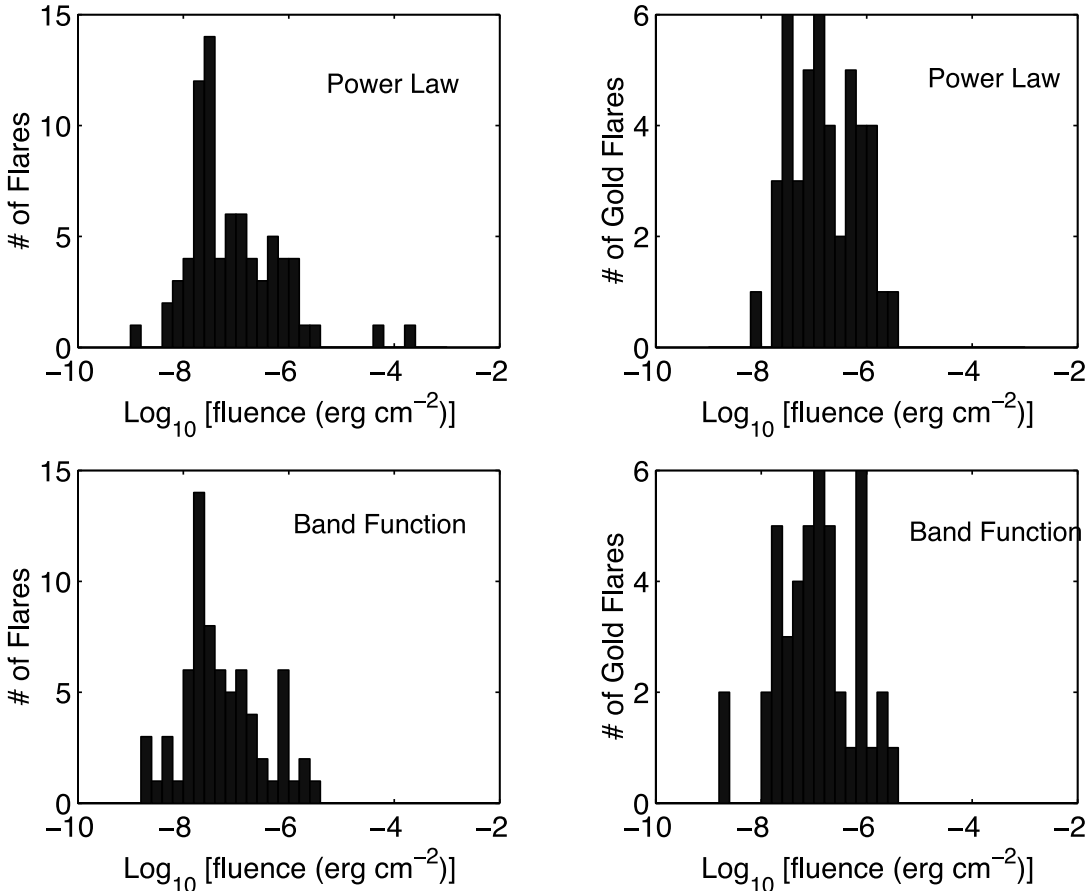 15
10
5
0
# of Flares
Power Law
−10 −8 −6 −4 −2
Log10 [fluence (erg cm−2)]
6
4
2
0
# of Gold Flares
Power Law
−10 −8 −6 −4 −2
Log10 [fluence (erg cm−2)]
15
10
5
0
# of Flares
Band Function
−10 −8 −6 −4 −2
Log10 [fluence (erg cm−2)]
6
4
2
0
# of Gold Flares
Band Function
−10 −8 −6 −4 −2
Log10 [fluence (erg cm−2)]